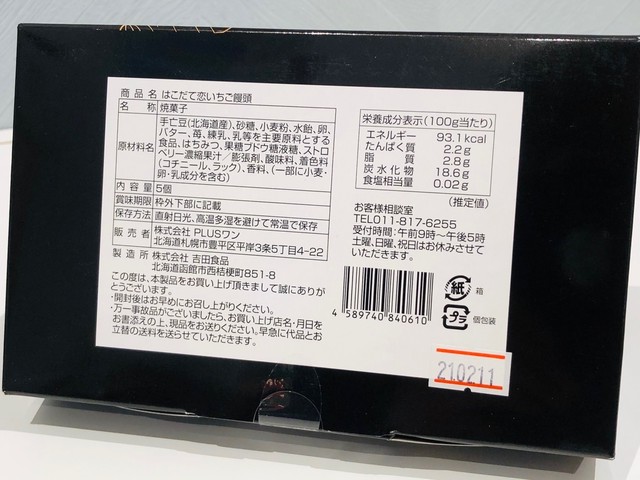 商品名 はこだて恋いちご饅頭
名称 焼菓子
原材料名 手亡豆(北海道産)、砂糖、小麦粉、水飴、卵、
バター、苺、練乳、乳等を主要原料とする
食品、はちみつ、果糖ブドウ糖液糖、ストロ
ベリー濃縮果汁／膨張剤、酸味料、着色料
(コチニール、ラック)、香料、(一部に小麦・
卵・乳成分を含む)
内容量 5個
賞味期限 枠外下部に記載
保存方法 直射日光、高温多湿を避けて常温で保存
販売者 株式会社 PLUSワン
北海道札幌市豊平区平岸3条5丁目4-22
製造所 株式会社 吉田食品
北海道函館市西桔梗町851-8
この度は、本製品をお買い上げ頂きまして誠にありが
とうございます。
・開封後はお早めにお召し上がりください。
・万一事故品がございましたら、お買い上げ店名・月日を
お書添えの上、現品をお送りください。早急に代品とお
立替の送料を送らせていただきます。
栄養成分表示(100g当たり)
エネルギー 93.1kcal
たんぱく質 2.2g
脂質 2.8g
炭水化物 18.6g
食塩相当量 0.02g
(推定値)
お客様相談室
TEL011-817-6255
受付時間：午前9時〜午後5時
土曜、日曜、祝日はお休みさせて
いただきます。
紙 箱
プラ 個包装
4 589740 840610
210211